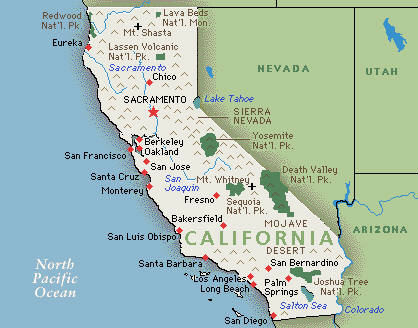 Redwood
Nat'l. Pk.
Lava Beds
Nat'l. Mon.
Mt. Shasta
Eureka
Lassen Volcanic
Nat'l. Pk.
Sacramento
Chico
NEVADA
UTAH
SACRAMENTO
Lake Tahoe
SIERRA
NEVADA
Berkeley
Oakland
Yosemite
Nat'l. Pk.
San Francisco
San Jose
Santa Cruz
San
Joaquin
Mt. Whitney
Death Valley
Nat'l. Pk.
Monterey
Fresno
Sequoia
Nat'l. Pk.
Bakersfield
MOJAVE
DESERT
ARIZONA
San Luis Obispo
CALIFORNIA
Santa Barbara
San Bernardino
North
Pacific
Ocean
Los Angeles
Long Beach
Palm
Springs
Joshua Tree
Nat'l. Pk.
Salton Sea
Colorado
San Diego